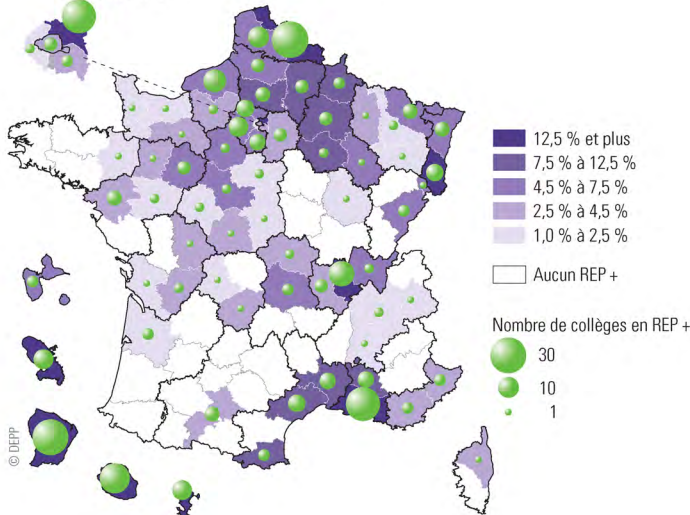 12,5 % et plus
7,5 % à 12,5 %
4,5 % à 7,5 %
2,5 % à 4,5 %
1,0 % à 2,5 %
Aucun REP +
Nombre de collèges en REP +
30
10
1
© DEPP